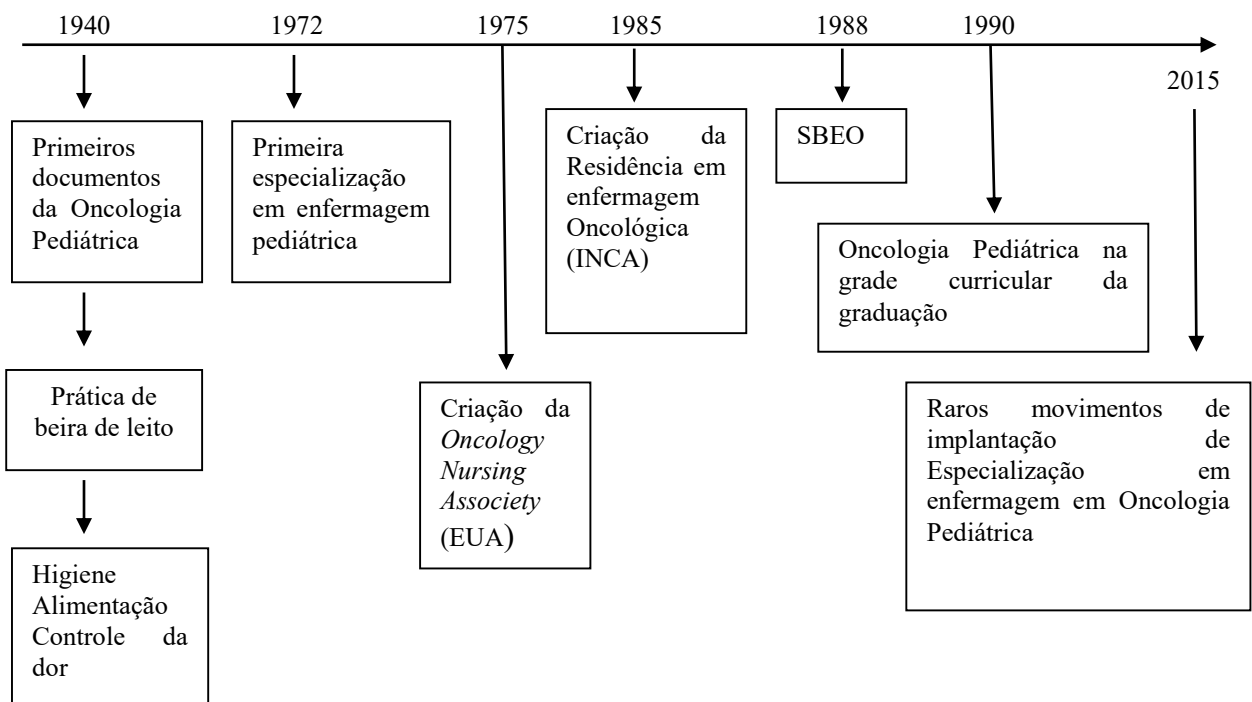 1940
1972
1975
1985
1988
1990
2015
Primeiros
documentos
da Oncologia
Pediátrica
Primeira
especialização
em enfermagem
pediátrica
Criação da
Residência em
enfermagem
Oncológica
(INCA)
SBEO
Oncologia Pediátrica na
grade curricular da
graduação
Prática de
beira de leito
Criação da
Oncology
Nursing
Associety
(EUA)
Raros movimentos de
implantação de
Especialização em
enfermagem em Oncologia
Pediátrica
Higiene
Alimentação
Controle da
dor